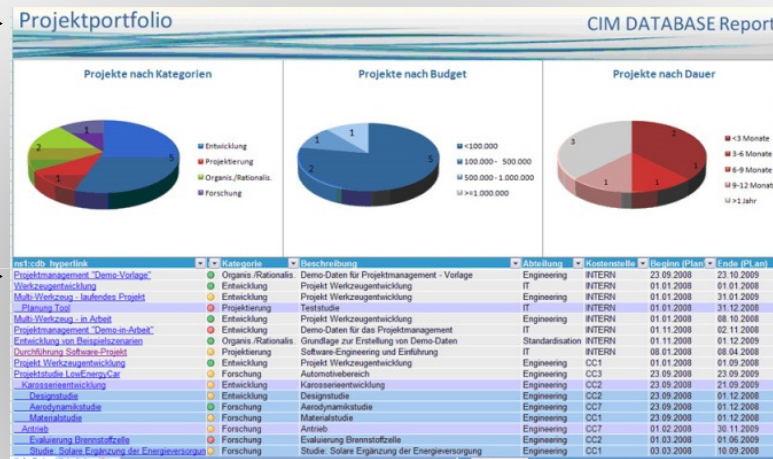 Projektportfolio
CIM DATABASE Report
Projekte nach Kategorien
Projekte nach Budget
Projekte nach Dauer
1
2
5
1
Entwicklung
Projektierung
Organis./Rationalis.
Forschung
1
1
2
5
<100.000
100.000 - 500.000
500.000 - 1.000.000
>=1.000.000
3
2
1
1
1
<3 Monate
3-6 Monate
6-9 Monate
9-12 Monat
>1 Jahr
ns1:cdb_hyperlink Kategorie Beschreibung Abteilung Kostenstelle Beginn (Plan) Ende (PLan)
Projektmanagement "Demo-Vorlage" Organis./Rationalis. Demo-Daten für Projektmanagement - Vorlage Engineering INTERN 23.09.2008 23.10.2009
Werkzeugentwicklung Entwicklung Projekt Werkzeugentwicklung IT INTERN 01.01.2008 01.01.2008
Multi-Werkzeug - laufendes Projekt Entwicklung Projekt Werkzeugentwicklung Engineering INTERN 01.01.2008 31.01.2009
Planung Tool Projektierung Teststudie IT INTERN 01.01.2008 31.12.2008
Multi-Werkzeug - in Arbeit Entwicklung Projekt Werkzeugentwicklung Engineering INTERN 01.01.2008 08.10.2008
Projektmanagement "Demo-in-Arbeit" Entwicklung Demo-Daten für das Projektmanagement IT INTERN 01.11.2008 02.11.2008
Entwicklung von Beispielszenarien Organis./Rationalis. Grundlage zur Erstellung von Demo-Daten Standardisation INTERN 01.11.2008 01.12.2009
Durchführung Software-Projekt Projektierung Software-Engineering und Einführung IT INTERN 08.01.2008 08.04.2008
Projekt Werkzeugentwicklung Entwicklung Projekt Werkzeugentwicklung Engineering CC1 01.01.2008 01.09.2008
Projektstudie LowEnergyCar Forschung Automotivebereich Engineering CC3 23.09.2008 23.09.2009
Karosserieentwicklung Entwicklung Karosserieentwicklung Engineering CC2 23.09.2008 21.09.2009
Designstudie Entwicklung Designstudie Engineering CC2 23.09.2008 01.12.2008
Aerodynamikstudie Forschung Aerodynamikstudie Engineering CC7 23.09.2008 01.12.2008
Materialstudie Forschung Materialstudie Engineering CC2 23.09.2008 01.12.2008
Antrieb Forschung Antrieb Engineering CC7 01.02.2008 30.11.2009
Evaluierung Brennstoffzelle Forschung Evaluierung Brennstoffzelle Engineering CC2 01.03.2008 01.06.2009
Studie: Solare Ergänzung der Energieversorgun Forschung Studie: Solare Ergänzung der Energieversorgung Engineering CC1 03.03.2008 10.09.2008